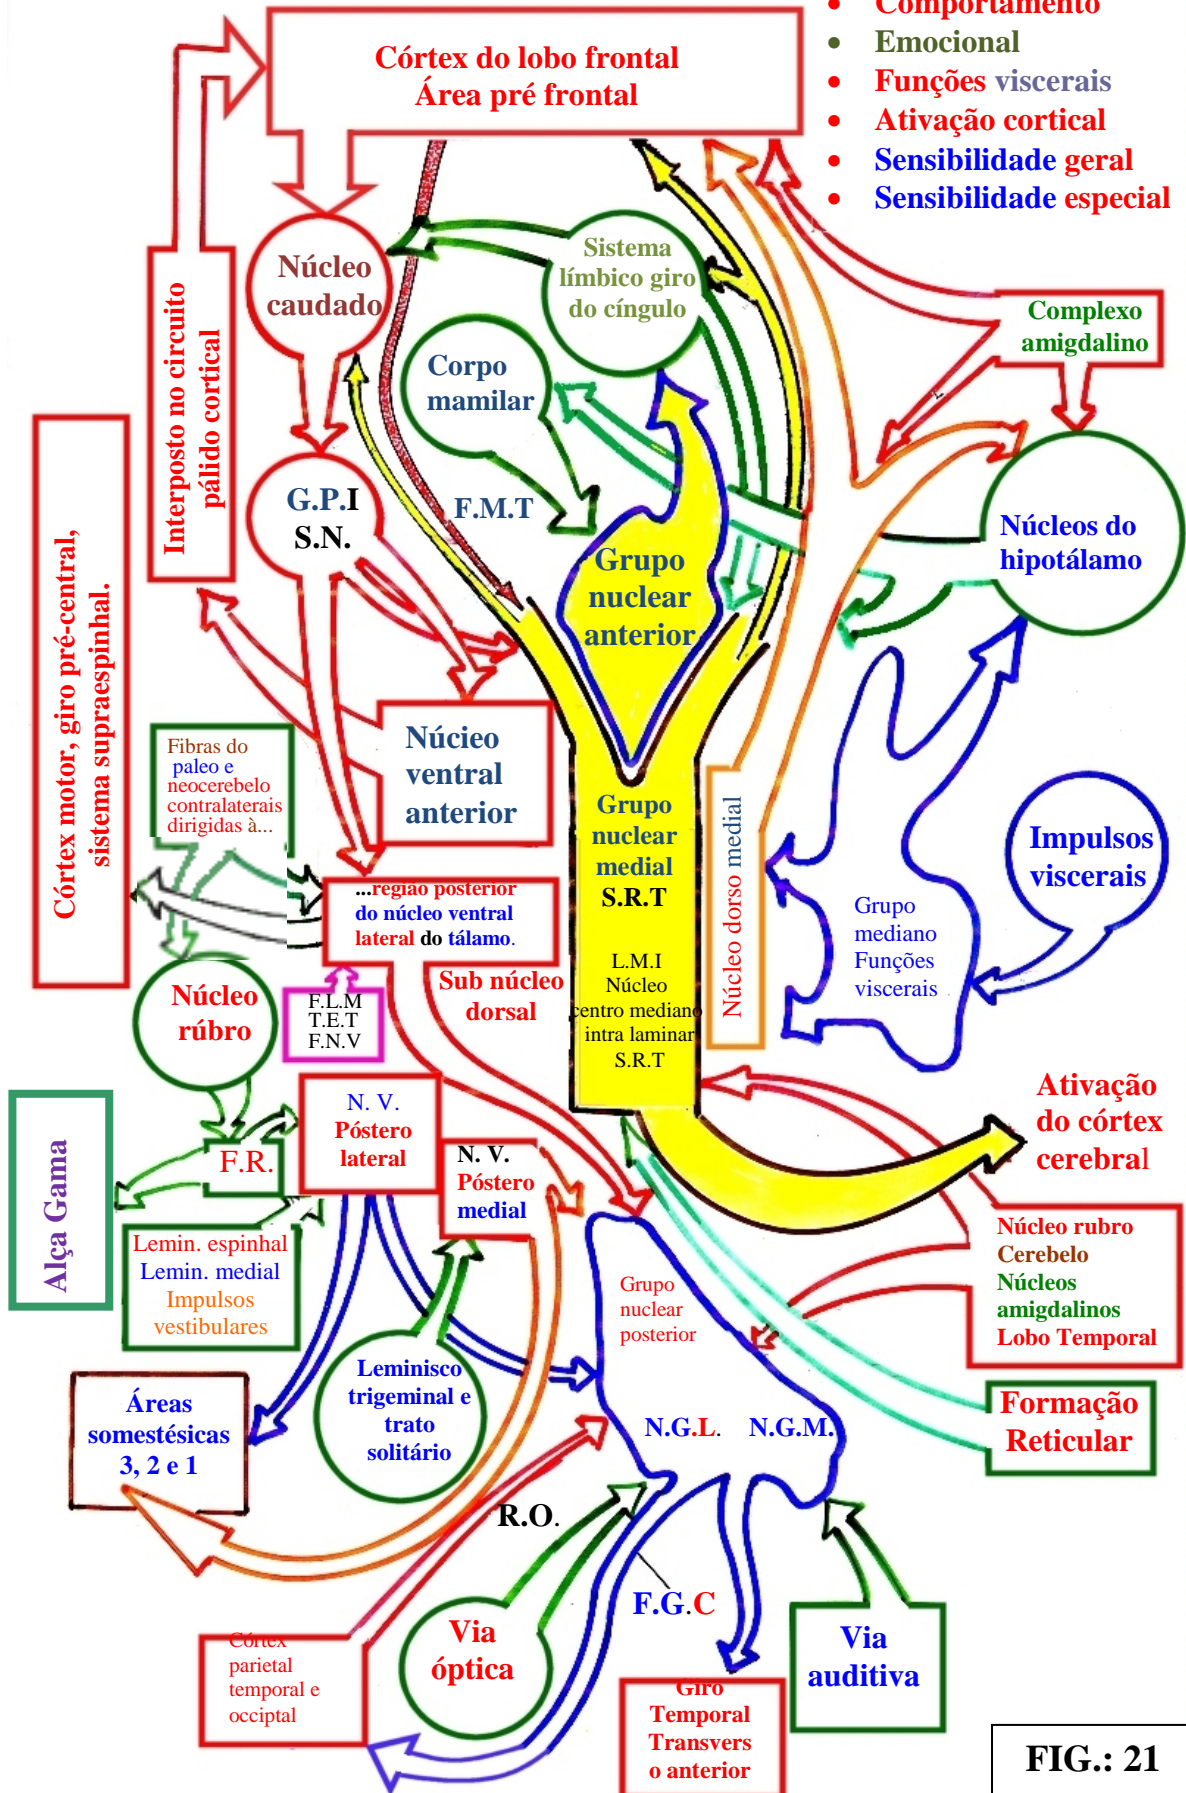 • Comportamento
• Emocional
• Funções viscerais
• Ativação cortical
• Sensibilidade geral
• Sensibilidade especial
Córtex do lobo frontal
Área pré frontal
Núcleo
caudado
Sistema
límbico giro
do cíngulo
Complexo
amigdalino
Corpo
mamilar
Interposto no circuito
pálido cortical
G.P.I
S.N.
F.M.T
Núcleos do
hipotálamo
Grupo
nuclear
anterior
Córtex motor, giro pré-central,
sistema supraespinhal.
Núcieo
ventral
anterior
Fibras do
paleo e
neocerebelo
contralaterais
dirigidas à...
Grupo
nuclear
medial
S.R.T
L.M.I
Núcleo
centro mediano
intra laminar
S.R.T
Núcleo dorso medial
Impulsos
viscerais
Grupo
mediano
Funções
viscerais
...região posterior
do núcleo ventral
lateral do tálamo.
Sub núcleo
dorsal
Núcleo
rúbro
F.L.M
T.E.T
F.N.V
Ativação
do córtex
cerebral
Alça Gama
F.R.
N. V.
Póstero
lateral
N. V.
Póstero
medial
Lemin. espinhal
Lemin. medial
Impulsos
vestibulares
Núcleo rubro
Cerebelo
Núcleos
amigdalinos
Lobo Temporal
Grupo
nuclear
posterior
N.G.L. N.G.M.
Leminisco
trigeminal e
trato
solitário
Áreas
somestésicas
3, 2 e 1
Formação
Reticular
R.O.
F.G.C
Córtex
parietal
temporal e
occiptal
Via
óptica
Via
auditiva
Giro
Temporal
Transvers
o anterior
FIG.: 21